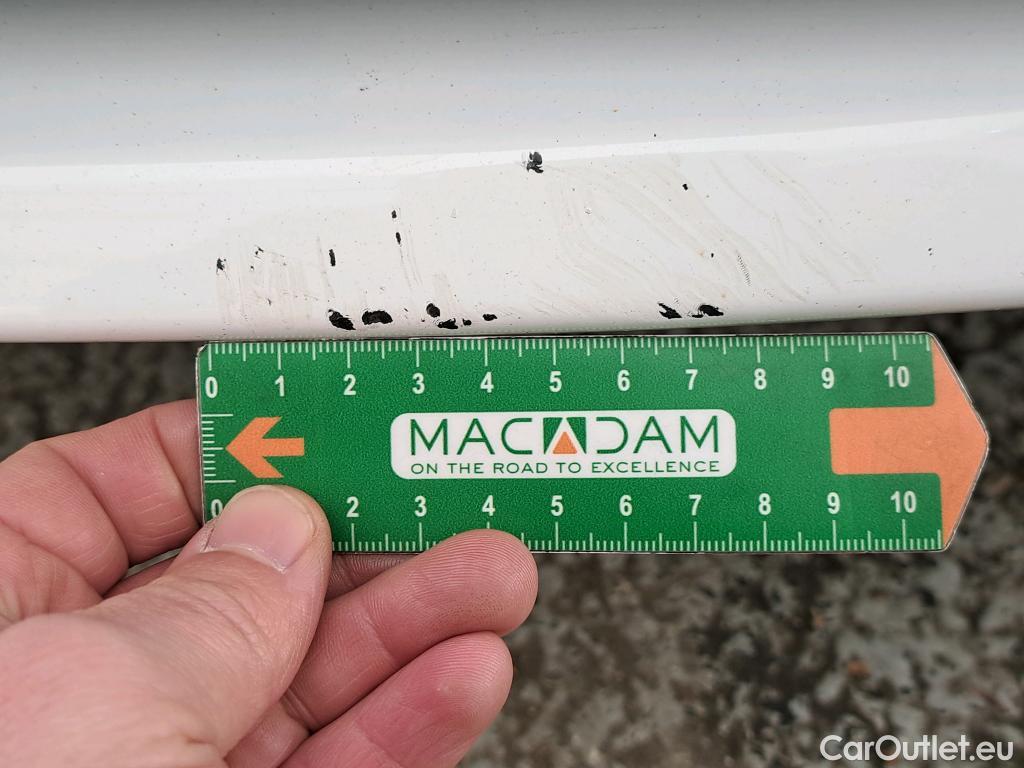 0 1 2 3 4 5 6 7 8 9 10
MACADAM
ON THE ROAD TO EXCELLENCE
0 2 3 4 5 6 7 8 9 10
CarOutlet.eu